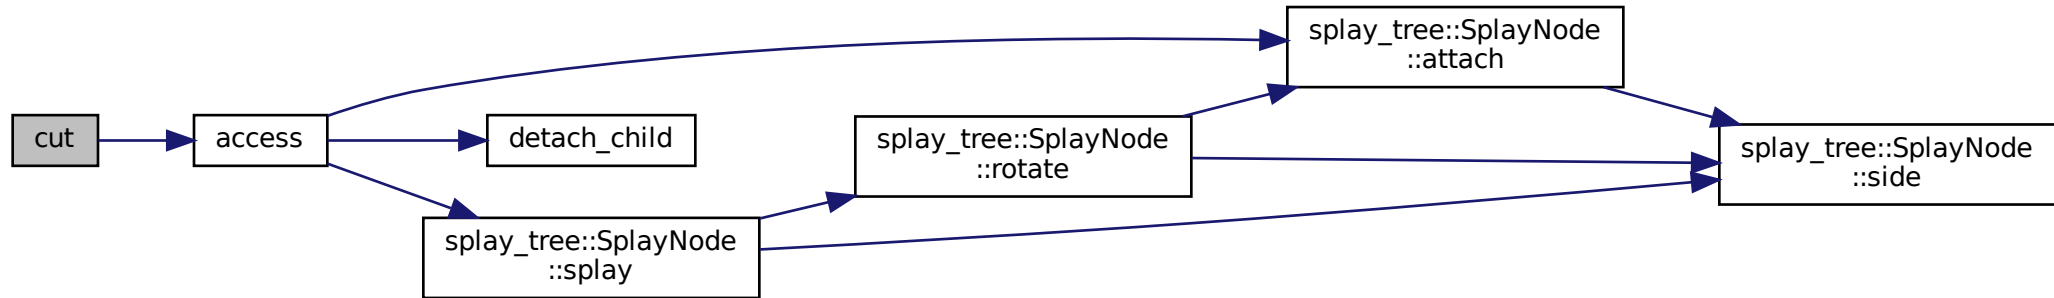 cut
access
detach_child
splay_tree::SplayNode
::splay
splay_tree::SplayNode
::rotate
splay_tree::SplayNode
::attach
splay_tree::SplayNode
::side